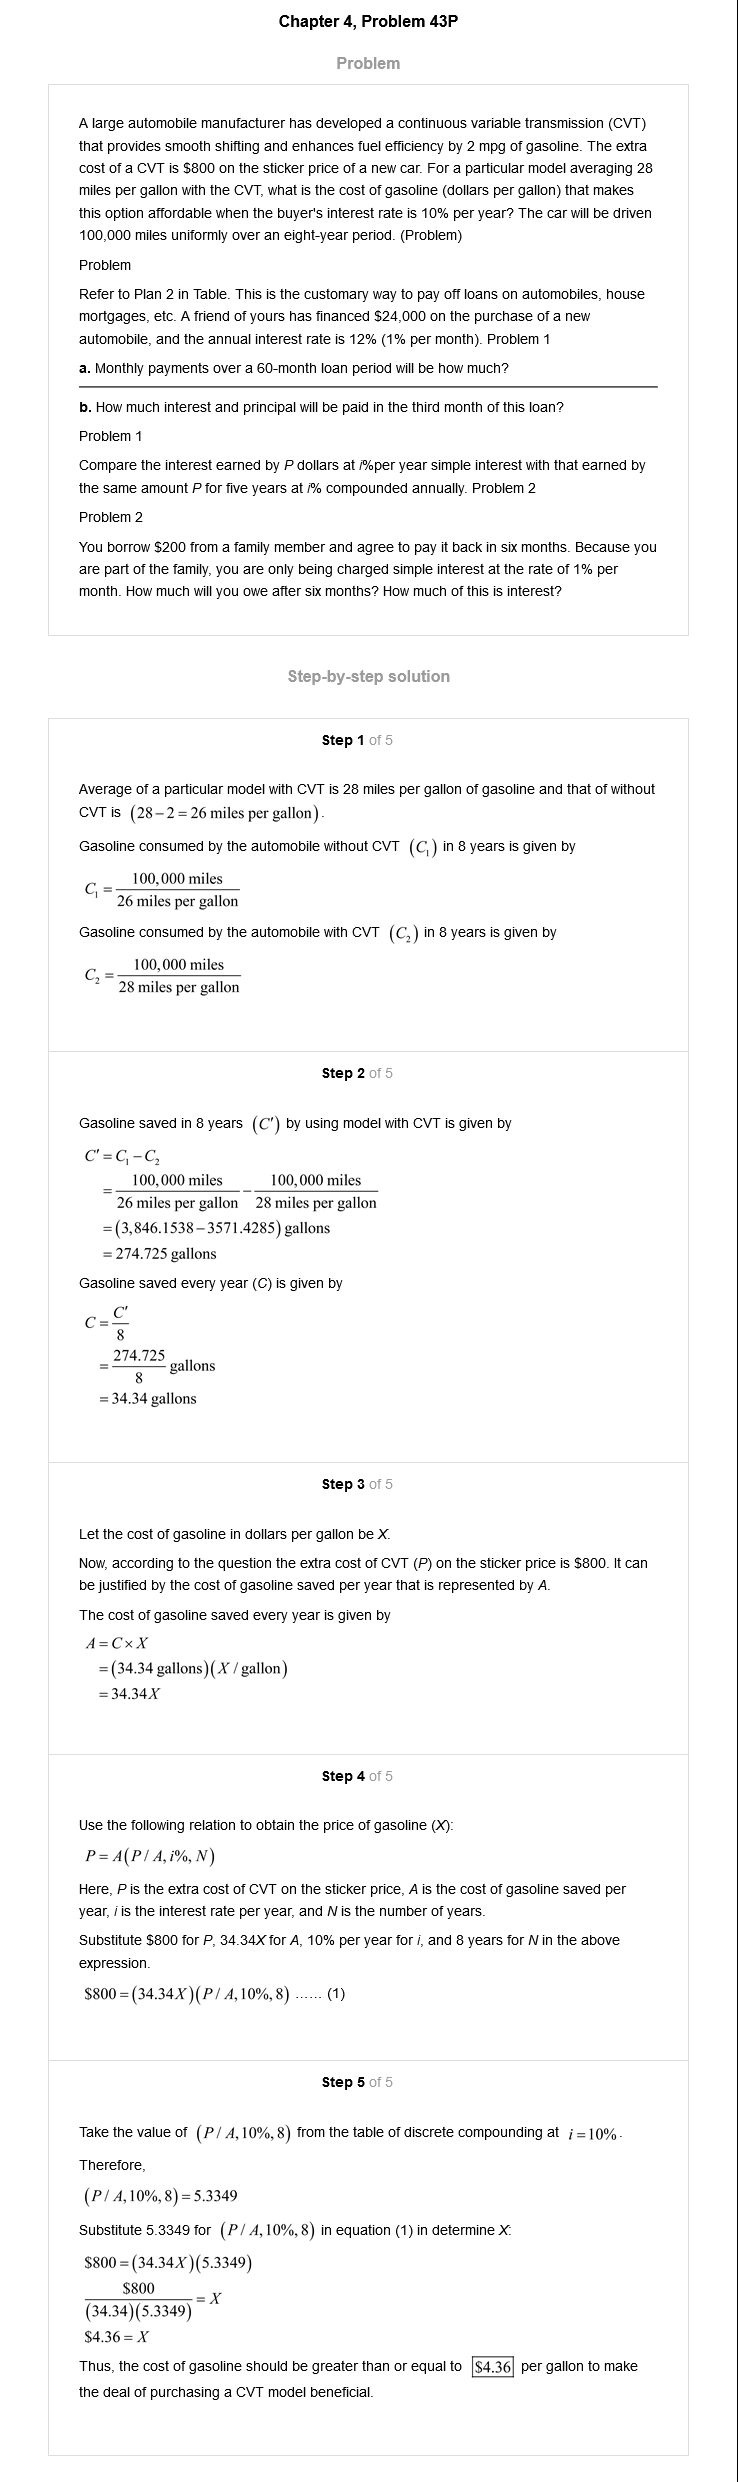 Chapter 4, Problem 43P
Problem
A large automobile manufacturer has developed a continuous variable transmission (CVT)
that provides smooth shifting and enhances fuel efficiency by 2 mpg of gasoline. The extra
cost of a CVT is $800 on the sticker price of a new car. For a particular model averaging 28
miles per gallon with the CVT, what is the cost of gasoline (dollars per gallon) that makes
this option affordable when the buyer's interest rate is 10% per year? The car will be driven
100,000 miles uniformly over an eight-year period. (Problem)
Problem
Refer to Plan 2 in Table. This is the customary way to pay off loans on automobiles, house
mortgages, etc. A friend of yours has financed $24,000 on the purchase of a new
automobile, and the annual interest rate is 12% (1% per month). Problem 1
a. Monthly payments over a 60-month loan period will be how much?
b. How much interest and principal will be paid in the third month of this loan?
Problem 1
Compare the interest earned by P dollars at i%per year simple interest with that earned by
the same amount P for five years at i% compounded annually. Problem 2
Problem 2
You borrow $200 from a family member and agree to pay it back in six months. Because you
are part of the family, you are only being charged simple interest at the rate of 1% per
month. How much will you owe after six months? How much of this is interest?
Step-by-step solution
Step 1 of 5
Average of a particular model with CVT is 28 miles per gallon of gasoline and that of without
CVT is (28 – 2 = 26 miles per gallon).
Gasoline consumed by the automobile without CVT (C₁) in 8 years is given by
C₁ = 100,000 miles / 26 miles per gallon
Gasoline consumed by the automobile with CVT (C₂) in 8 years is given by
C₂ = 100,000 miles / 28 miles per gallon
Step 2 of 5
Gasoline saved in 8 years (C′) by using model with CVT is given by
C′ = C₁ – C₂
= 100,000 miles / 26 miles per gallon – 100,000 miles / 28 miles per gallon
= (3,846.1538 – 3571.4285) gallons
= 274.725 gallons
Gasoline saved every year (C) is given by
C = C′ / 8
= 274.725 / 8 gallons
= 34.34 gallons
Step 3 of 5
Let the cost of gasoline in dollars per gallon be X.
Now, according to the question the extra cost of CVT (P) on the sticker price is $800. It can
be justified by the cost of gasoline saved per year that is represented by A.
The cost of gasoline saved every year is given by
A = C × X
= (34.34 gallons)(X / gallon)
= 34.34X
Step 4 of 5
Use the following relation to obtain the price of gasoline (X):
P = A(P / A, i%, N)
Here, P is the extra cost of CVT on the sticker price, A is the cost of gasoline saved per
year, i is the interest rate per year, and N is the number of years.
Substitute $800 for P, 34.34X for A, 10% per year for i, and 8 years for N in the above
expression.
$800 = (34.34X)(P / A, 10%, 8) ...... (1)
Step 5 of 5
Take the value of (P / A, 10%, 8) from the table of discrete compounding at i = 10%.
Therefore,
(P / A, 10%, 8) = 5.3349
Substitute 5.3349 for (P / A, 10%, 8) in equation (1) in determine X:
$800 = (34.34X)(5.3349)
$800 / (34.34)(5.3349) = X
$4.36 = X
Thus, the cost of gasoline should be greater than or equal to $4.36 per gallon to make
the deal of purchasing a CVT model beneficial.